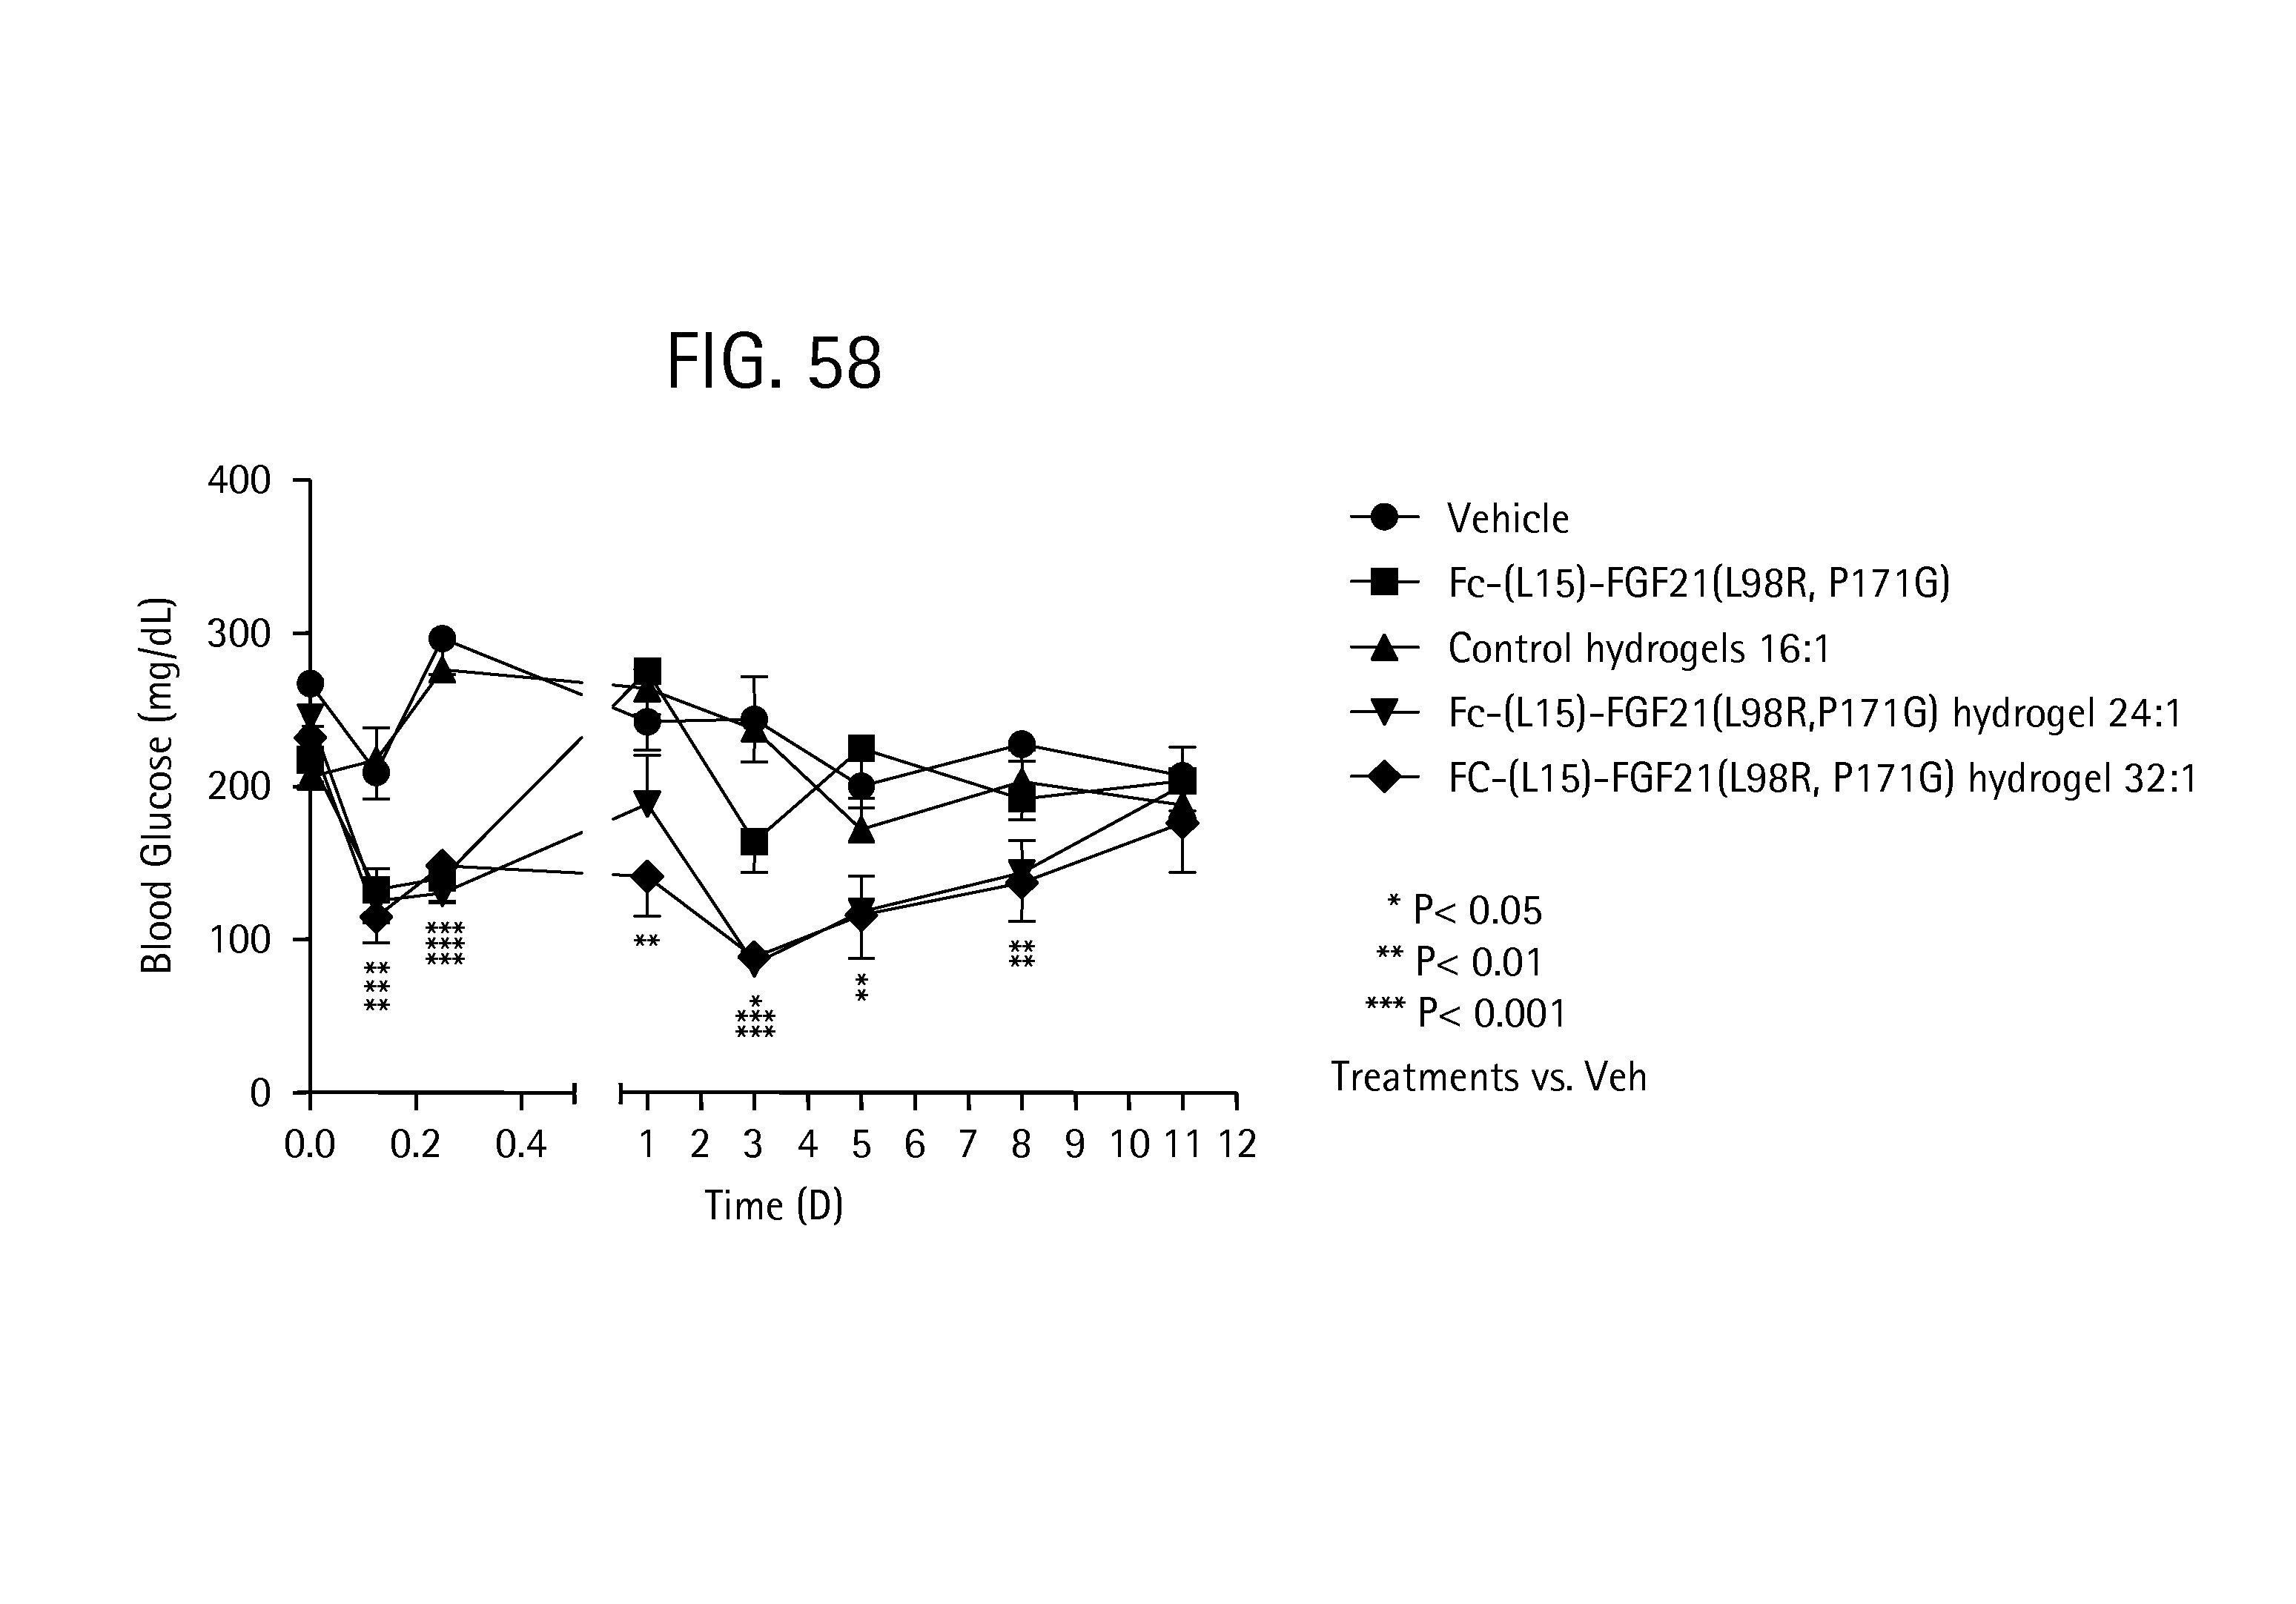 FIG. 58
400
300
200
100
0
Blood Glucose (mg/dL)
0.0 0.2 0.4 1 2 3 4 5 6 7 8 9 10 11 12
Time (D)
**
**
**
***
***
***
**
*
***
***
*
*
**
**
Vehicle
Fc-(L15)-FGF21(L98R, P171G)
Control hydrogels 16:1
Fc-(L15)-FGF21(L98R,P171G) hydrogel 24:1
FC-(L15)-FGF21(L98R, P171G) hydrogel 32:1
* P< 0.05
** P< 0.01
*** P< 0.001
Treatments vs. Veh